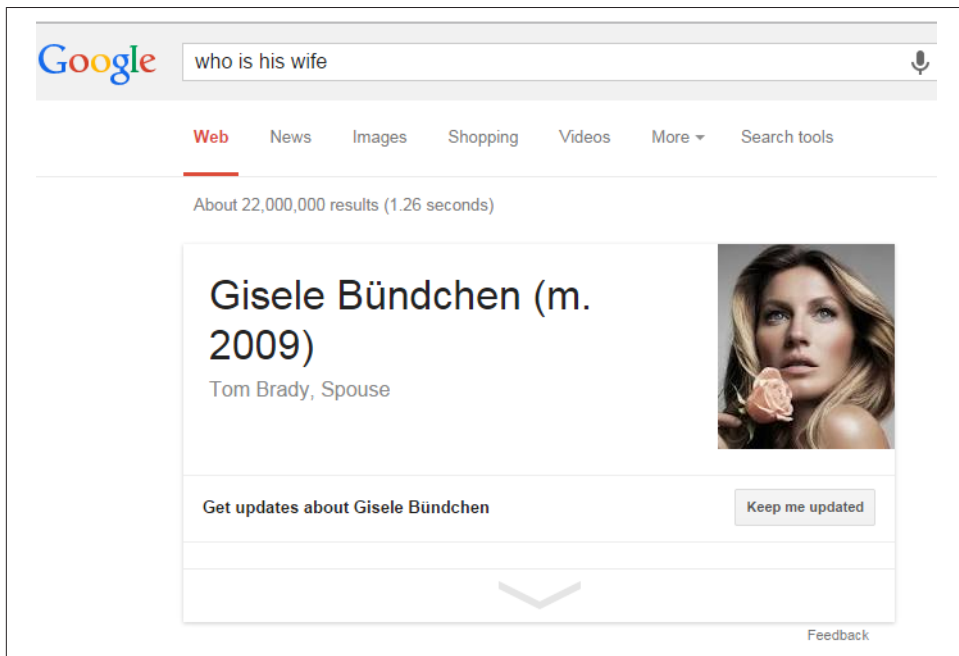 Google who is his wife
Web News Images Shopping Videos More Search tools
About 22,000,000 results (1.26 seconds)
Gisele Bündchen (m.
2009)
Tom Brady, Spouse
Get updates about Gisele Bündchen Keep me updated
Feedback